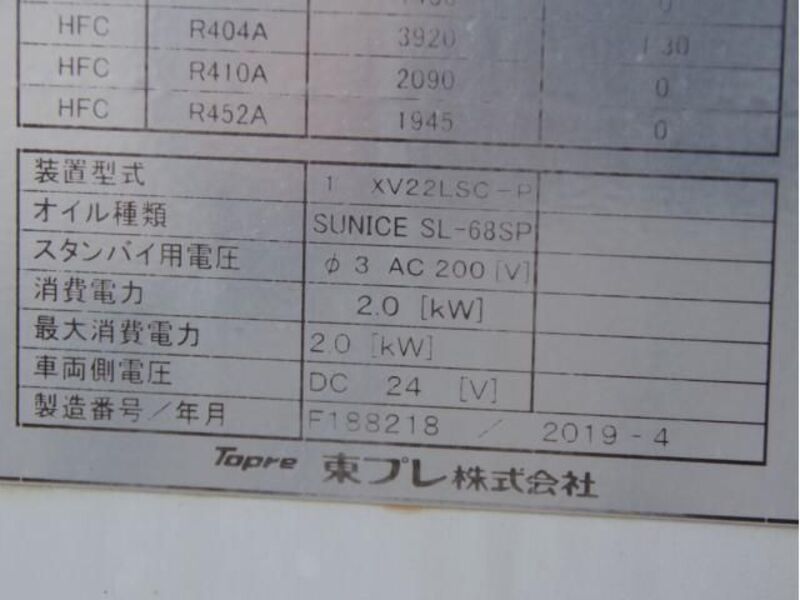 0
HFC R404A 3920 1.30
HFC R410A 2090 0
HFC R452A 1945 0
装置型式 1 XV22LSC-P
オイル種類 SUNICE SL-68SP
スタンバイ用電圧 φ3 AC 200 [V]
消費電力 2.0 [kW]
最大消費電力 2.0 [kW]
車両側電圧 DC 24 [V]
製造番号/年月 F188218 / 2019-4
Topre 東プレ株式会社